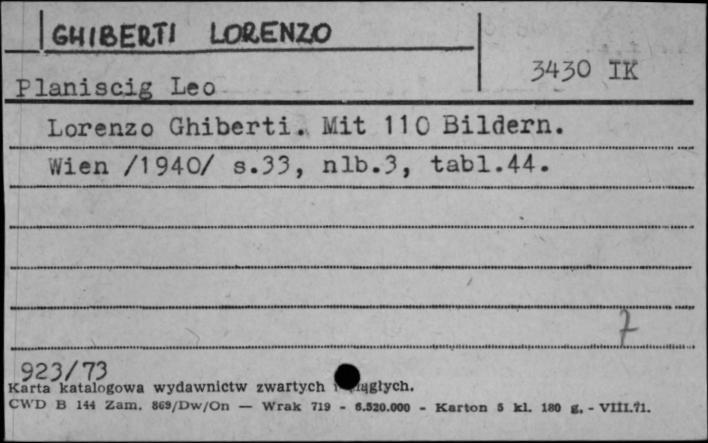 GHIBERTI LORENZO
3430 IK
Planiscig Leo
Lorenzo Ghiberti. Mit 110 Bildern.
Wien /1940/ s.33, nlb.3, tabl.44.
7
923/73
Karta katalogowa wydawnictw zwartych i ciągłych.
CWD B 144 Zam. 869/Dw/On — Wrak 719 - 6.520.000 - Karton 5 kl. 180 g. - VIII.71.